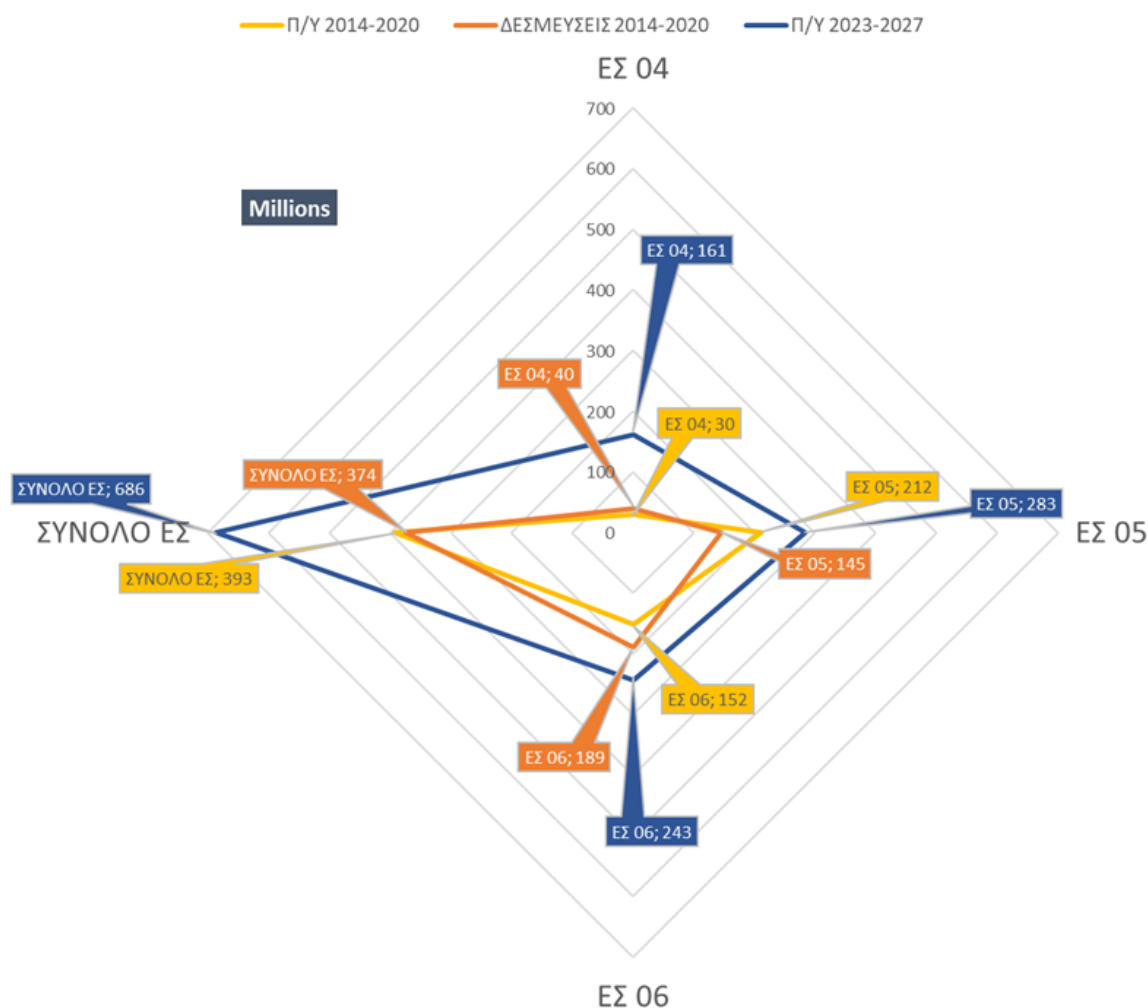 Π/Υ 2014-2020 ΔΕΣΜΕΥΣΕΙΣ 2014-2020 Π/Υ 2023-2027
ΕΣ 04
700
600
Millions
500
ΕΣ 04; 161
400
300
ΕΣ 04; 40
200
ΕΣ 04; 30
100
ΣΥΝΟΛΟ ΕΣ; 374
ΕΣ 05; 212
ΣΥΝΟΛΟ ΕΣ; 686
ΕΣ 05; 283
ΣΥΝΟΛΟ ΕΣ
0
ΕΣ 05
ΕΣ 05; 145
ΣΥΝΟΛΟ ΕΣ; 393
ΕΣ 06; 152
ΕΣ 06; 189
ΕΣ 06; 243
ΕΣ 06